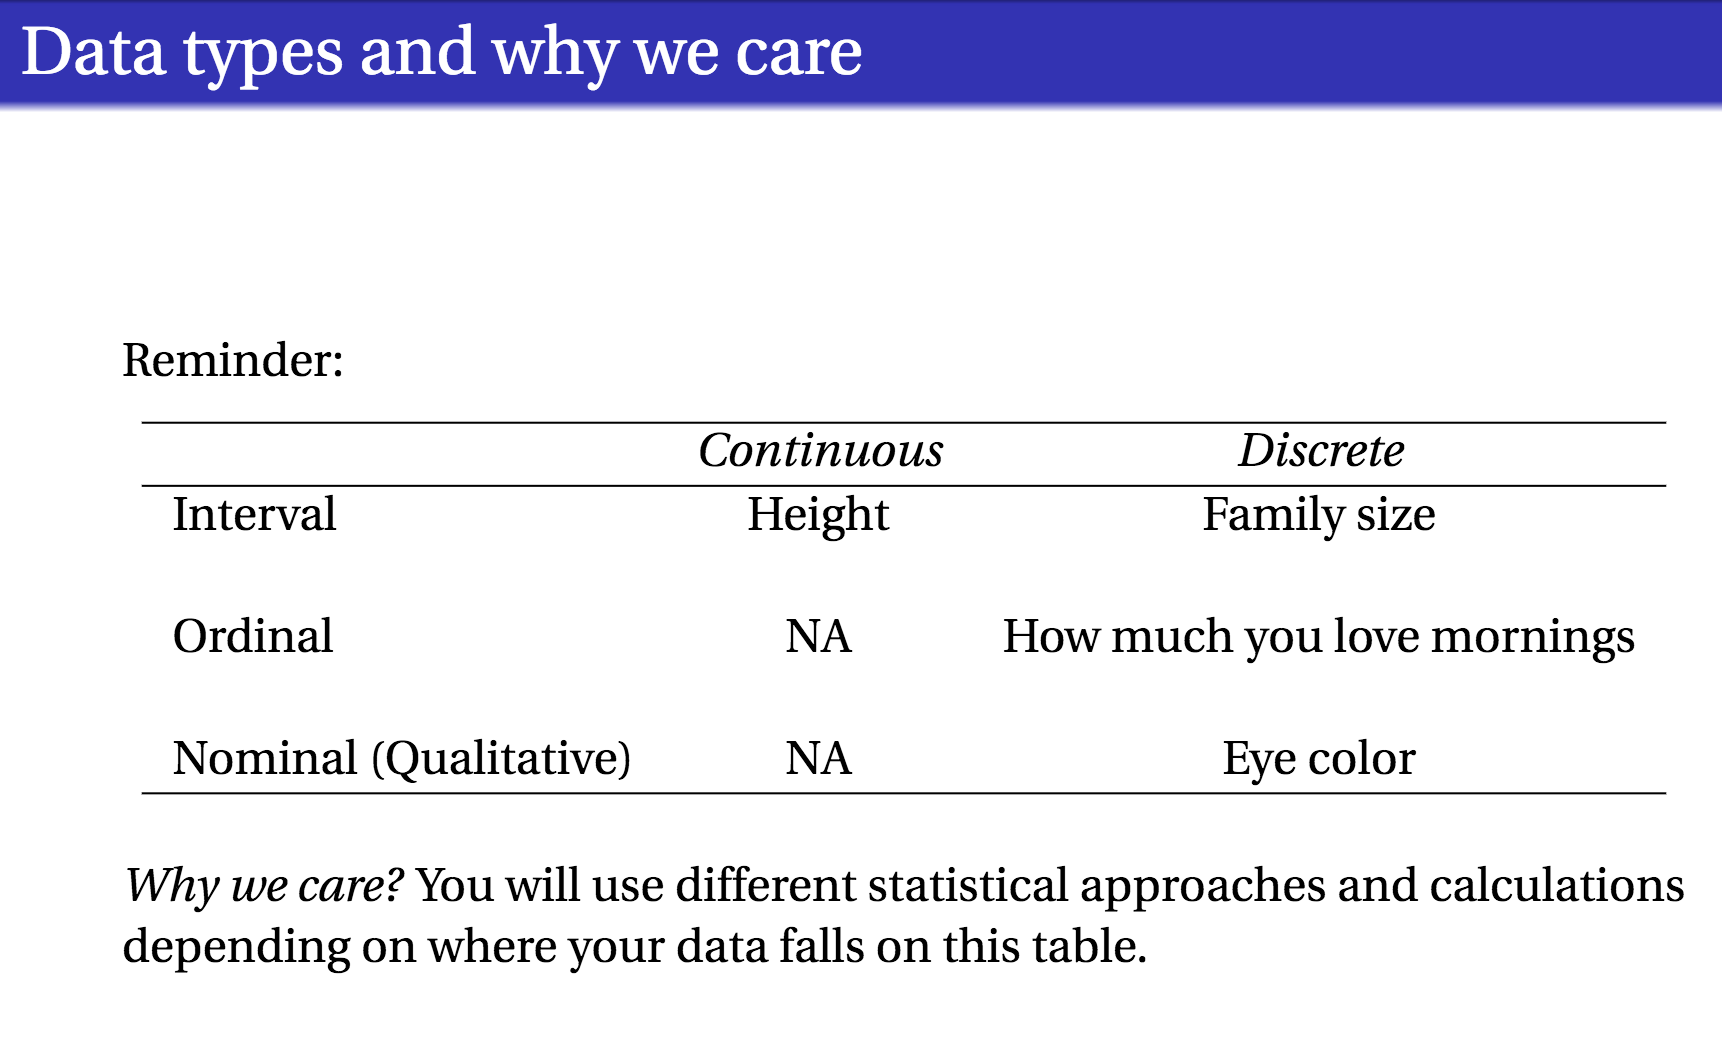 Data types and why we care
Reminder:
Continuous Discrete
Interval Height Family size
Ordinal NA How much you love mornings
Nominal (Qualitative) NA Eye color
Why we care? You will use different statistical approaches and calculations
depending on where your data falls on this table.